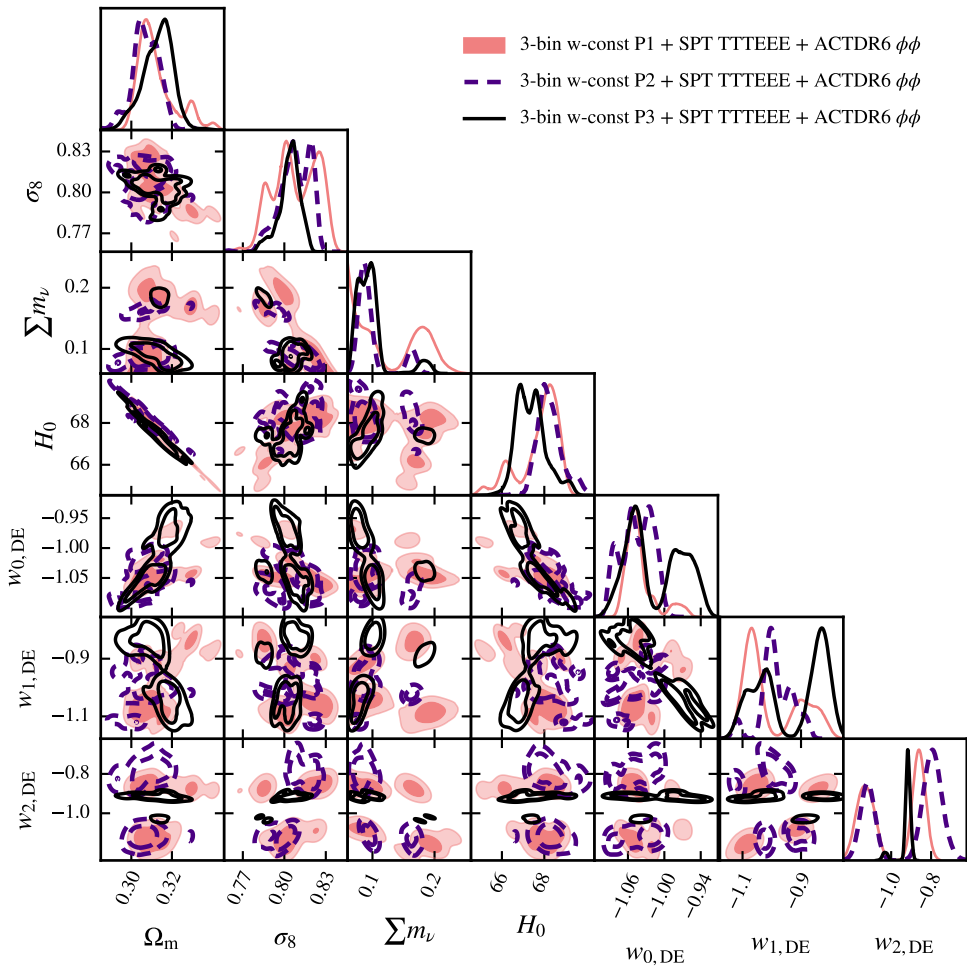 3-bin w-const P1 + SPT TTTEEE + ACTDR6 ϕϕ
3-bin w-const P2 + SPT TTTEEE + ACTDR6 ϕϕ
3-bin w-const P3 + SPT TTTEEE + ACTDR6 ϕϕ
0.83
0.80
0.77
σ8
0.2
0.1
∑mν
68
66
H0
−0.95
−1.00
−1.05
w0,DE
−0.9
−1.1
w1,DE
−0.8
−1.0
w2,DE
0.30 0.32 0.77 0.80 0.83 0.1 0.2 66 68 −1.06 −1.00 −0.94 −1.1 −0.9 −1.0 −0.8
Ωm σ8 ∑mν H0 w0,DE w1,DE w2,DE